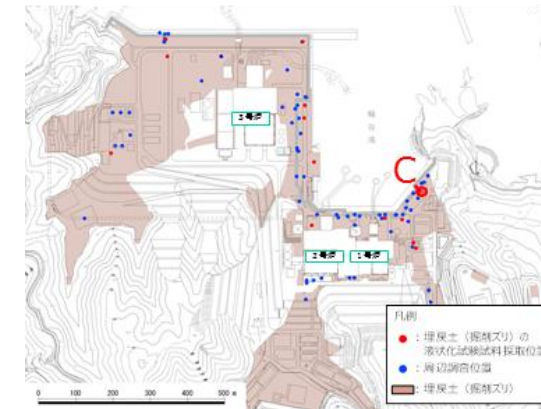 3号炉
C
2号炉
1号炉
凡例
●：埋戻土（掘削ズリ）の
液状化試験試料採取位置
●：周辺調査位置
：埋戻土（掘削ズリ）
0 100 200 300 400 500 m